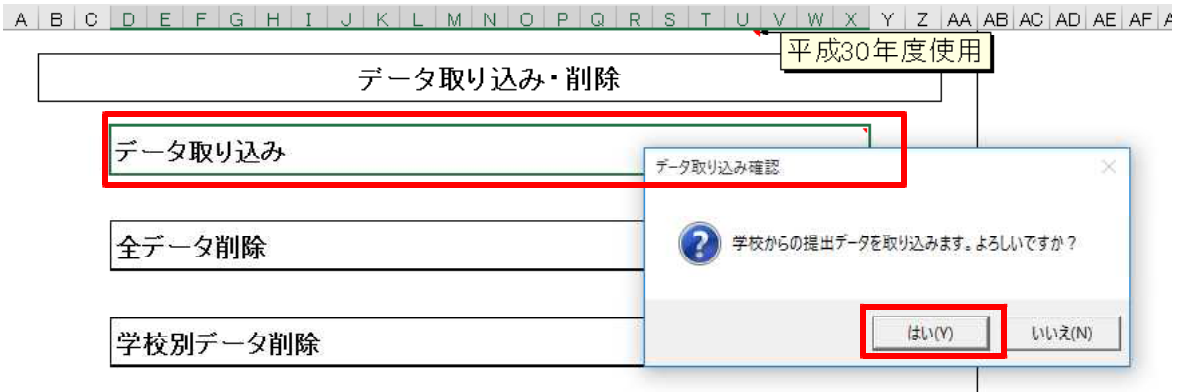 A B C D E F G H I J K L M N O P Q R S T U V W X Y Z AA AB AC AD AE AF
平成30年度使用
データ取り込み・削除
データ取り込み
データ取り込み確認
全データ削除
学校からの提出データを取り込みます。よろしいですか?
はい(Y)
いいえ(N)
学校別データ削除